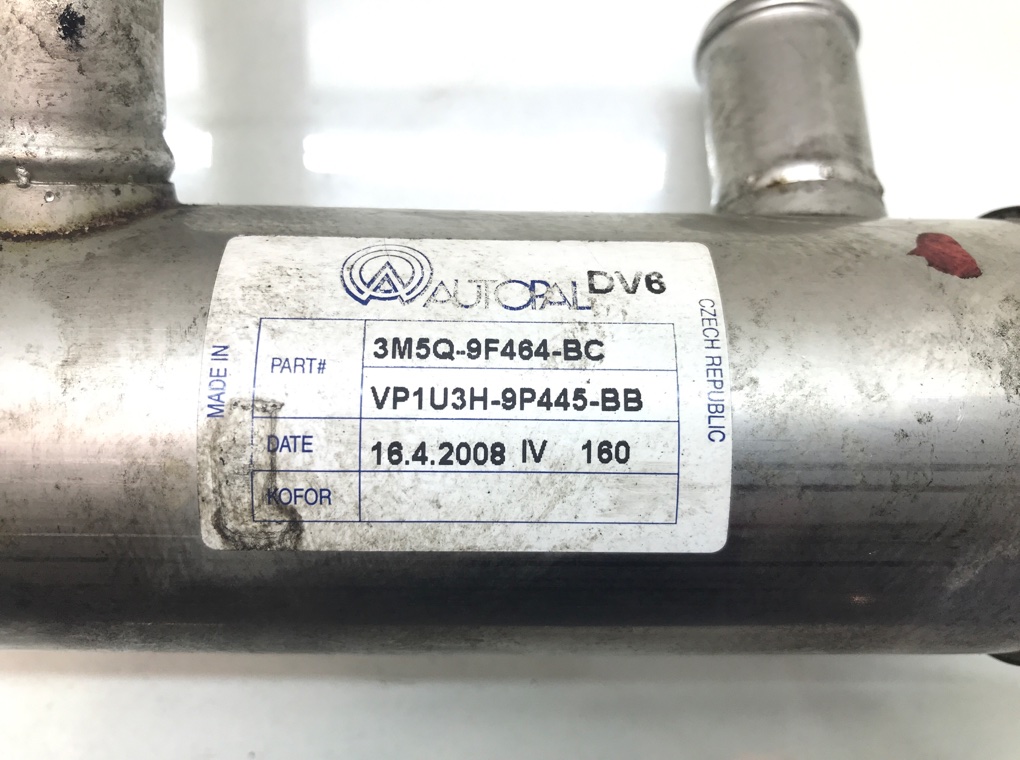 AUTOPAL DV6
MADE IN
CZECH REPUBLIC
PART# 3M5Q-9F464-BC
VP1U3H-9P445-BB
DATE 16.4.2008 IV 160
KOFOR